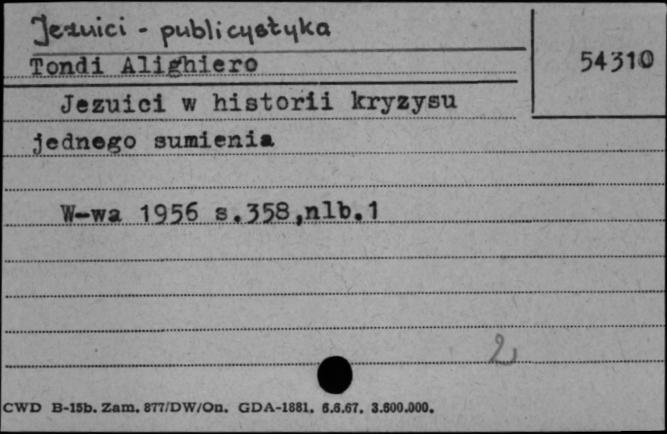 Jezuici - publicystyka
Tondi Alighiero
54310
Jezuici w historii kryzysu
jednego sumienia
W-wa 1956 s.358,nlb.1
2
CWD B-15b. Zam. 877/DW/On. GDA-1881. 6.6.67. 3.600.000.